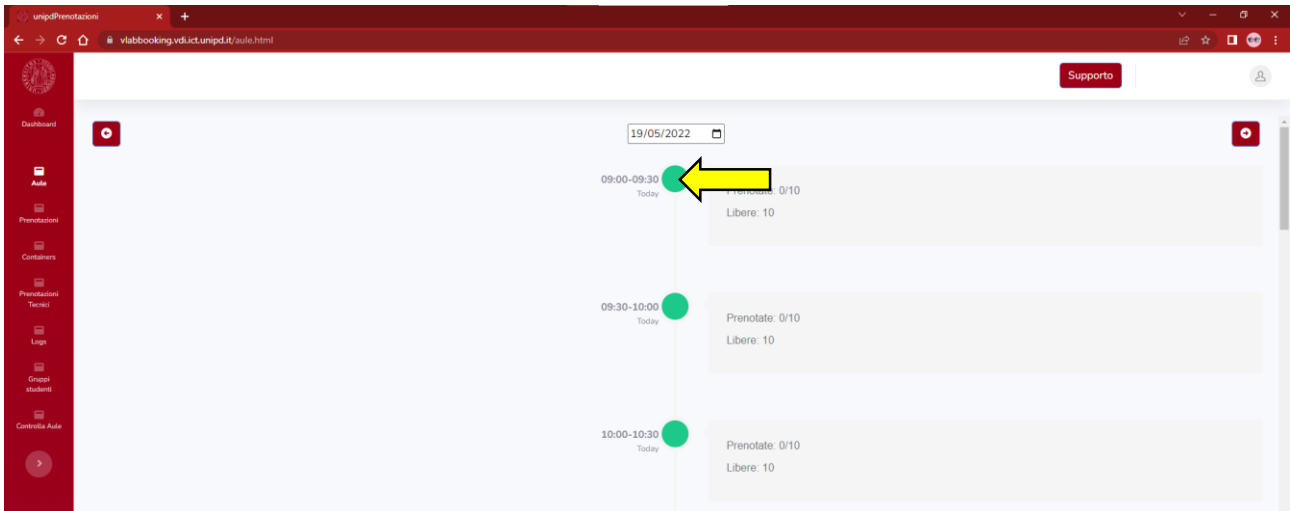 unipdPrenotazioni
vlabbooking.vdi.ict.unipd.it/aule.html
Supporto
Dashboard
Aule
Prenotazioni
Containers
Prenotazioni
Tecnici
Logs
Gruppi
studenti
Controlla Aule
19/05/2022
09:00-09:30
Today
Prenotate: 0/10
Libere: 10
09:30-10:00
Today
Prenotate: 0/10
Libere: 10
10:00-10:30
Today
Prenotate: 0/10
Libere: 10